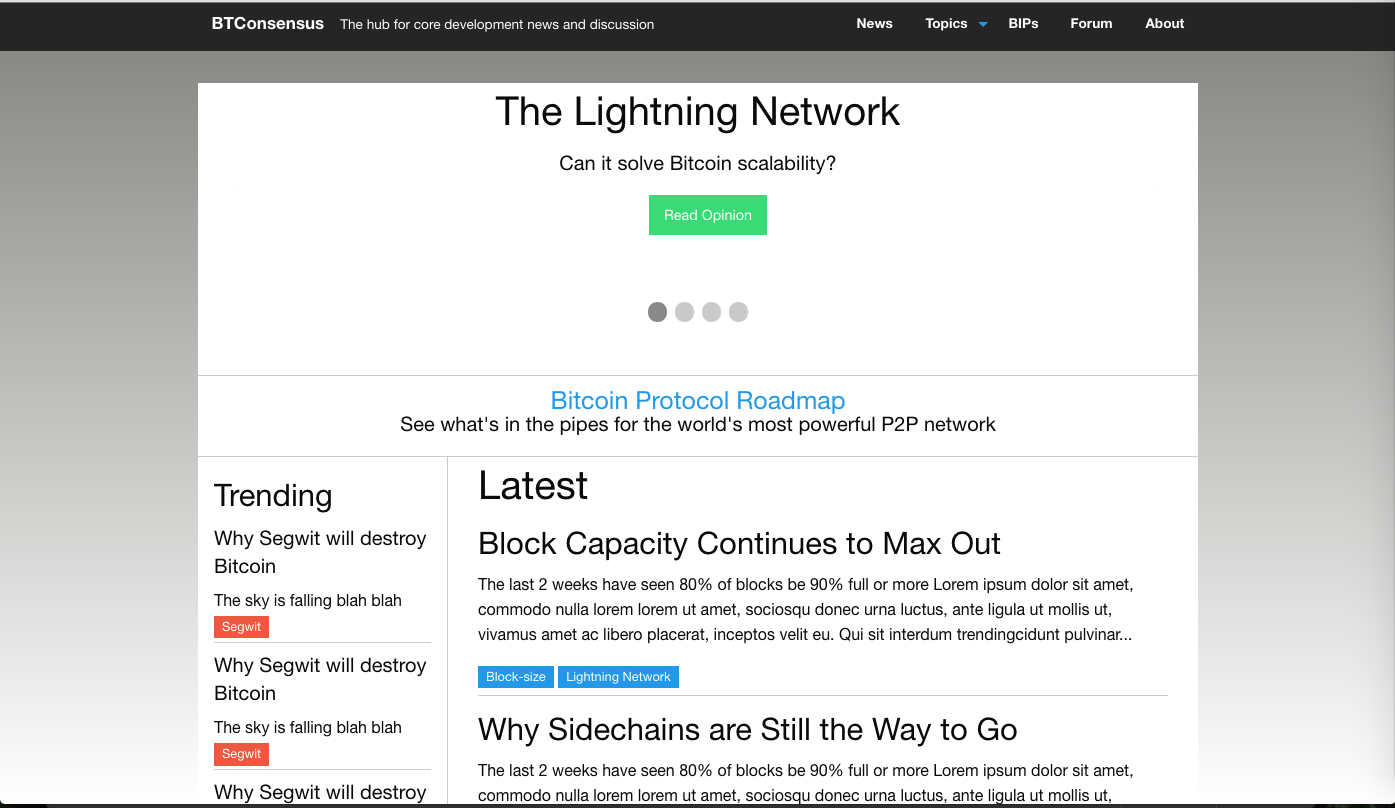 BTConsensus The hub for core development news and discussion News Topics BIPs Forum About
The Lightning Network
Can it solve Bitcoin scalability?
Read Opinion
Bitcoin Protocol Roadmap
See what's in the pipes for the world's most powerful P2P network
Trending
Why Segwit will destroy
Bitcoin
The sky is falling blah blah
Segwit
Why Segwit will destroy
Bitcoin
The sky is falling blah blah
Segwit
Why Segwit will destroy
Latest
Block Capacity Continues to Max Out
The last 2 weeks have seen 80% of blocks be 90% full or more Lorem ipsum dolor sit amet,
commodo nulla lorem lorem ut amet, sociosqu donec urna luctus, ante ligula ut mollis ut,
vivamus amet ac libero placerat, inceptos velit eu. Qui sit interdum trendingcidunt pulvinar...
Block-size Lightning Network
Why Sidechains are Still the Way to Go
The last 2 weeks have seen 80% of blocks be 90% full or more Lorem ipsum dolor sit amet,
commodo nulla lorem lorem ut amet, sociosqu donec urna luctus, ante ligula ut mollis ut,